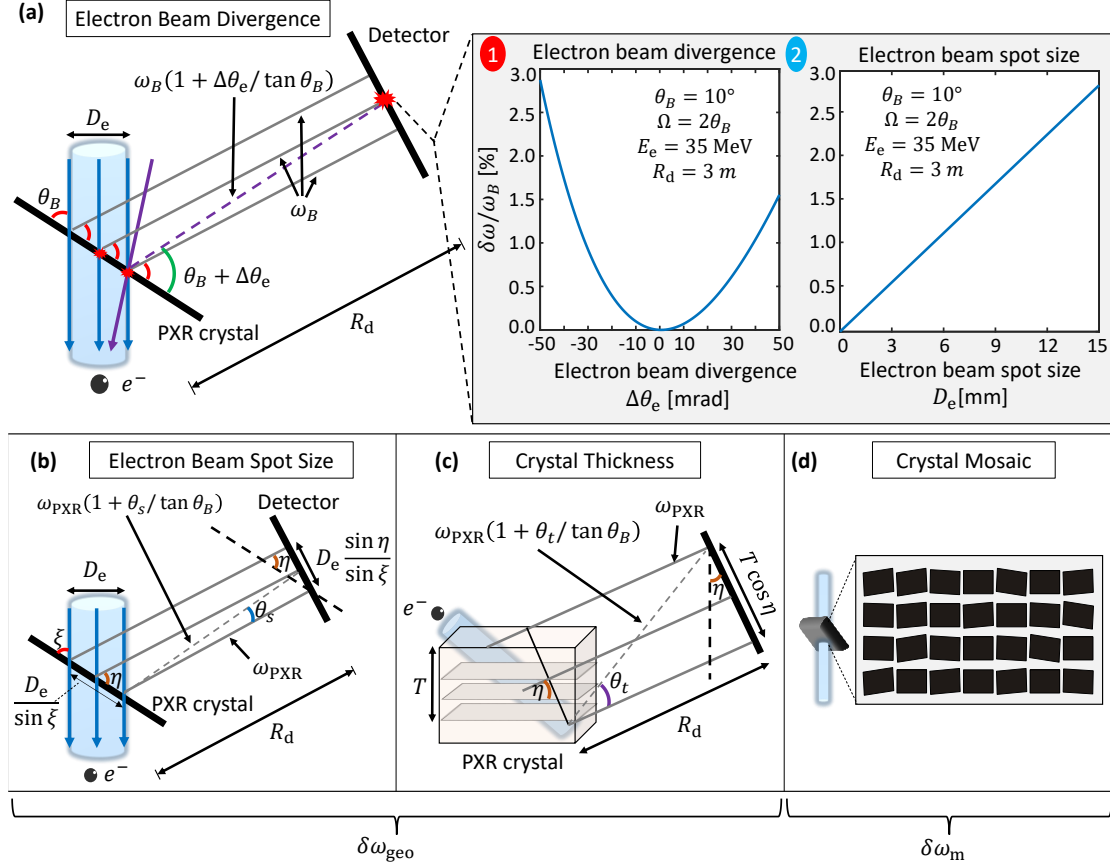 (a)
Electron Beam Divergence
Detector
ω_B(1 + Δθ_e/ tan θ_B)
D_e
θ_B
ω_B
θ_B + Δθ_e
PXR crystal
R_d
e⁻
1
Electron beam divergence
3.0
2.5
2.0
1.5
1.0
0.5
0.0
δω/ω_B [%]
θ_B = 10°
Ω = 2θ_B
E_e = 35 MeV
R_d = 3 m
-50 -30 -10 0 10 30 50
Electron beam divergence
Δθ_e [mrad]
2
Electron beam spot size
3.0
2.5
2.0
1.0
1.0
0.0
θ_B = 10°
Ω = 2θ_B
E_e = 35 MeV
R_d = 3 m
0 3 6 9 12 15
Electron beam spot size
D_e[mm]
(b)
Electron Beam Spot Size
ω_PXR(1 + θ_s/ tan θ_B)
Detector
D_e
η
D_e sin η / sin ξ
θ_s
ξ
η
ω_PXR
D_e / sin ξ
PXR crystal
R_d
e⁻
(c)
Crystal Thickness
ω_PXR
ω_PXR(1 + θ_t/ tan θ_B)
T cos η
η
e⁻
T
η
θ_t
R_d
PXR crystal
(d)
Crystal Mosaic
δω_geo
δω_m